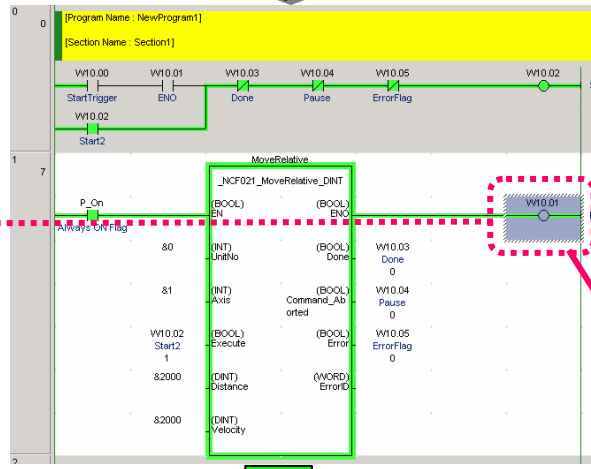 0
0
[Program Name : NewProgram1]
[Section Name : Section1]
W10.00 W10.01 W10.03 W10.04 W10.05 W10.02
StartTrigger ENO Done Pause ErrorFlag
W10.02
Start2
1
7
MoveRelative
_NCF021_MoveRelative_DINT
P_On (BOOL) (BOOL) W10.01
EN ENO
Always ON Flag
&0 (INT) (BOOL) W10.03
UnitNo Done Done
0
&1 (INT) (BOOL) W10.04
Axis Command_Ab Pause
orted 0
W10.02 (BOOL) (BOOL) W10.05
Start2 Execute Error ErrorFlag
1 0
&2000 (DINT) (WORD)
Distance ErrorID
&2000 (DINT)
Velocity
2